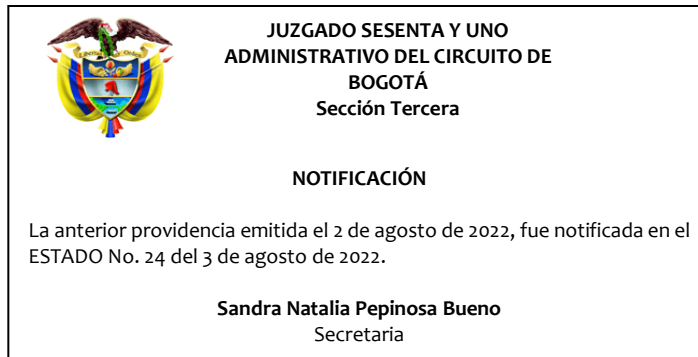 JUZGADO SESENTA Y UNO
ADMINISTRATIVO DEL CIRCUITO DE
BOGOTÁ
Sección Tercera
NOTIFICACIÓN
La anterior providencia emitida el 2 de agosto de 2022, fue notificada en el
ESTADO No. 24 del 3 de agosto de 2022.
Sandra Natalia Pepinosa Bueno
Secretaria